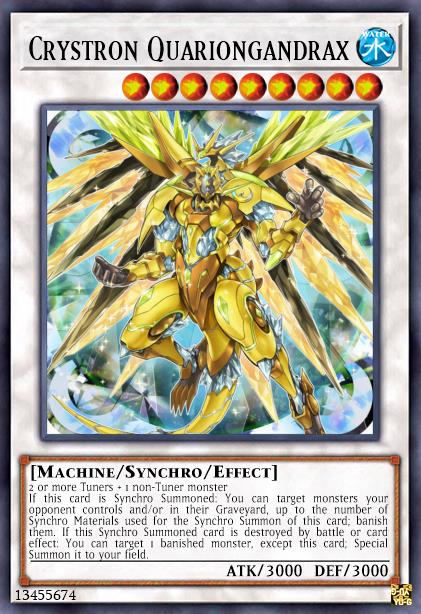 Crystron Quariongandrax
WATER
水
[Machine/Synchro/Effect]
2 or more Tuners + 1 non-Tuner monster
If this card is Synchro Summoned: You can target monsters your
opponent controls and/or in their Graveyard, up to the number of
Synchro Materials used for the Synchro Summon of this card; banish
them. If this Synchro Summoned card is destroyed by battle or card
effect: You can target 1 banished monster, except this card; Special
Summon it to your field.
ATK/3000 DEF/3000
13455674